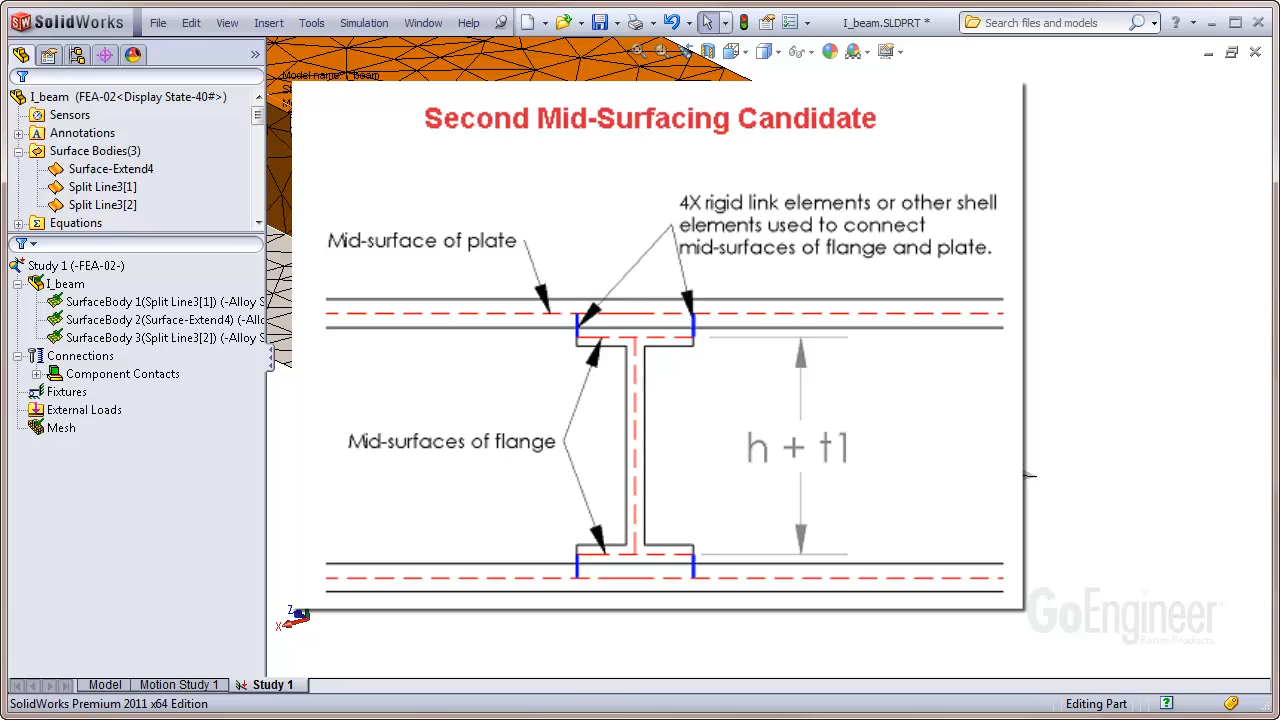 SolidWorks
File Edit View Insert Tools Simulation Window Help
I_beam.SLDPRT *
Search files and models
I_beam (FEA-02<Display State-40#>)
Sensors
Annotations
Surface Bodies(3)
Surface-Extend4
Split Line3[1]
Split Line3[2]
Equations
Study 1 (-FEA-02-)
I_beam
SurfaceBody 1(Split Line3[1]) (-Alloy S
SurfaceBody 2(Surface-Extend4) (-Allo
SurfaceBody 3(Split Line3[2]) (-Alloy
Connections
Component Contacts
Fixtures
External Loads
Mesh
Second Mid-Surfacing Candidate
4X rigid link elements or other shell
elements used to connect
mid-surfaces of flange and plate.
Mid-surface of plate
Mid-surfaces of flange
h + t1
Z
X
GoEngineer
Model Motion Study 1 Study 1
SolidWorks Premium 2011 x64 Edition
Editing Part